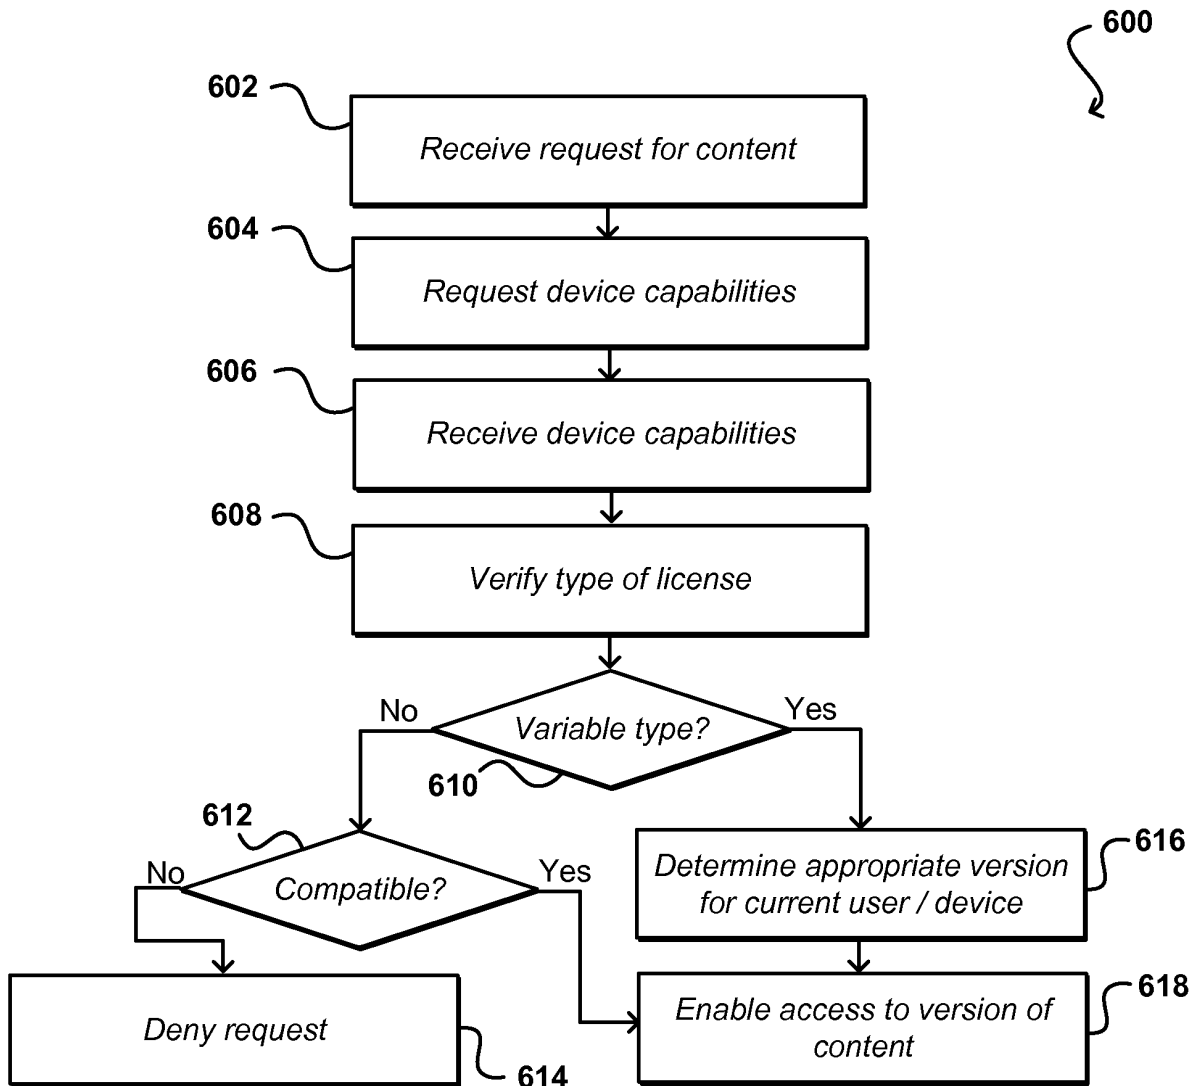 600
602
Receive request for content
604
Request device capabilities
606
Receive device capabilities
608
Verify type of license
No
Variable type?
Yes
610
612
No
Compatible?
Yes
616
Determine appropriate version
for current user / device
Deny request
614
618
Enable access to version of
content